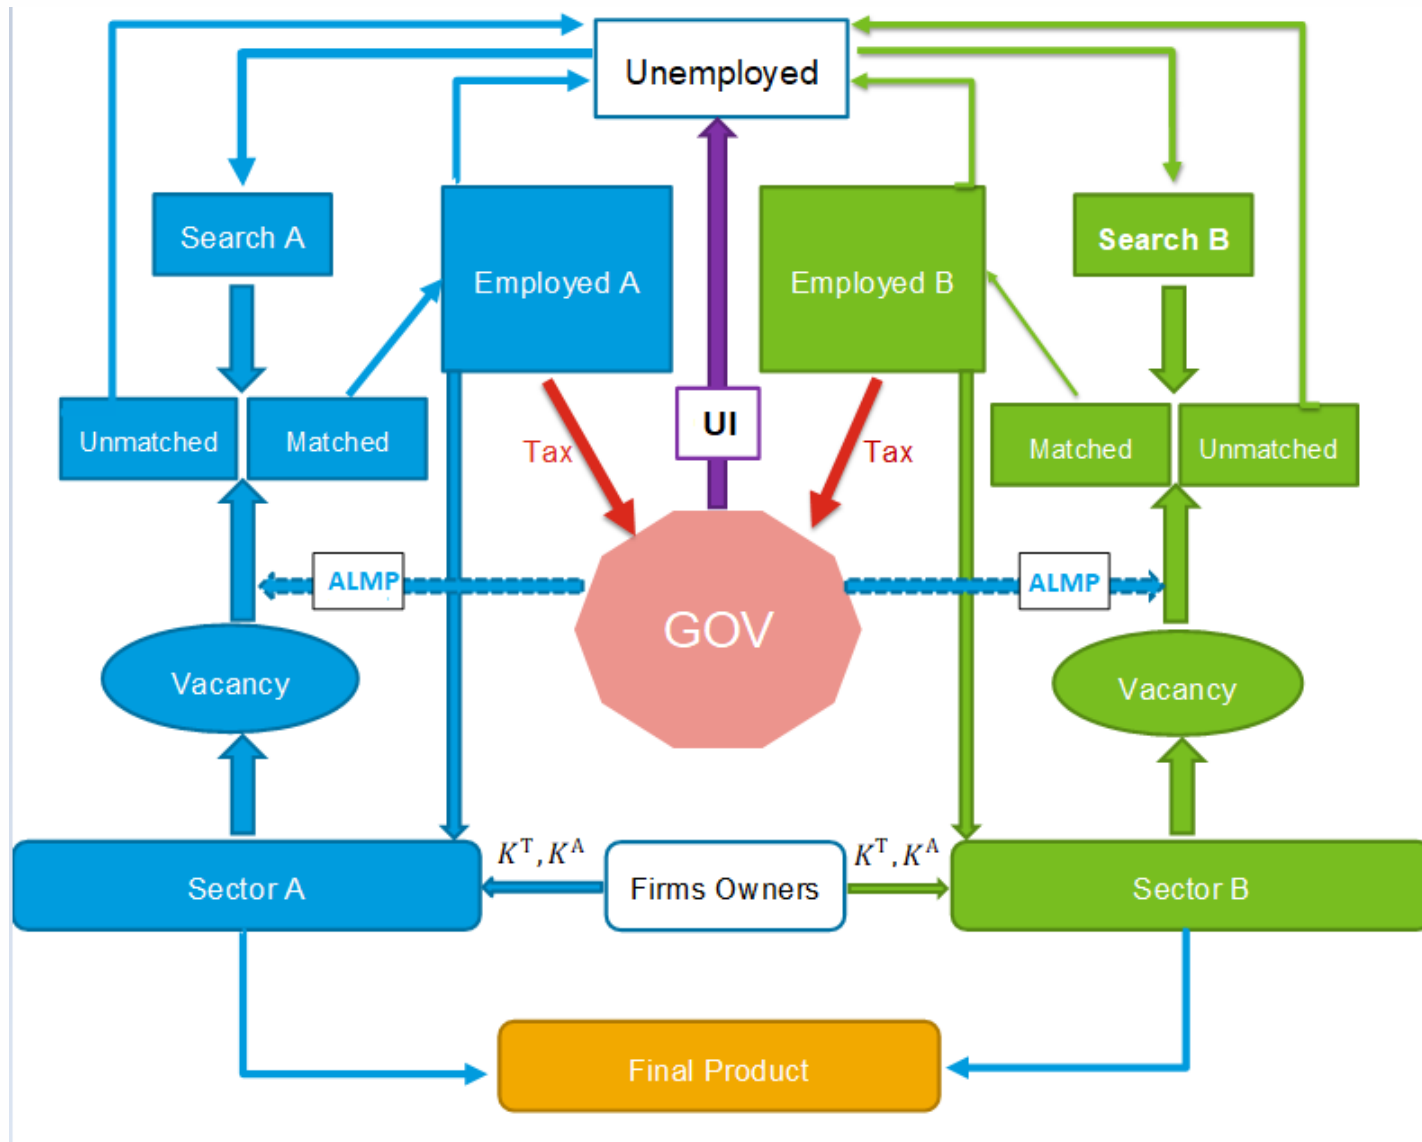 Unemployed
Search A
Employed A
Employed B
Search B
UI
Tax
Tax
Unmatched
Matched
Matched
Unmatched
ALMP
ALMP
GOV
Vacancy
Vacancy
K^T, K^A
K^T, K^A
Sector A
Firms Owners
Sector B
Final Product